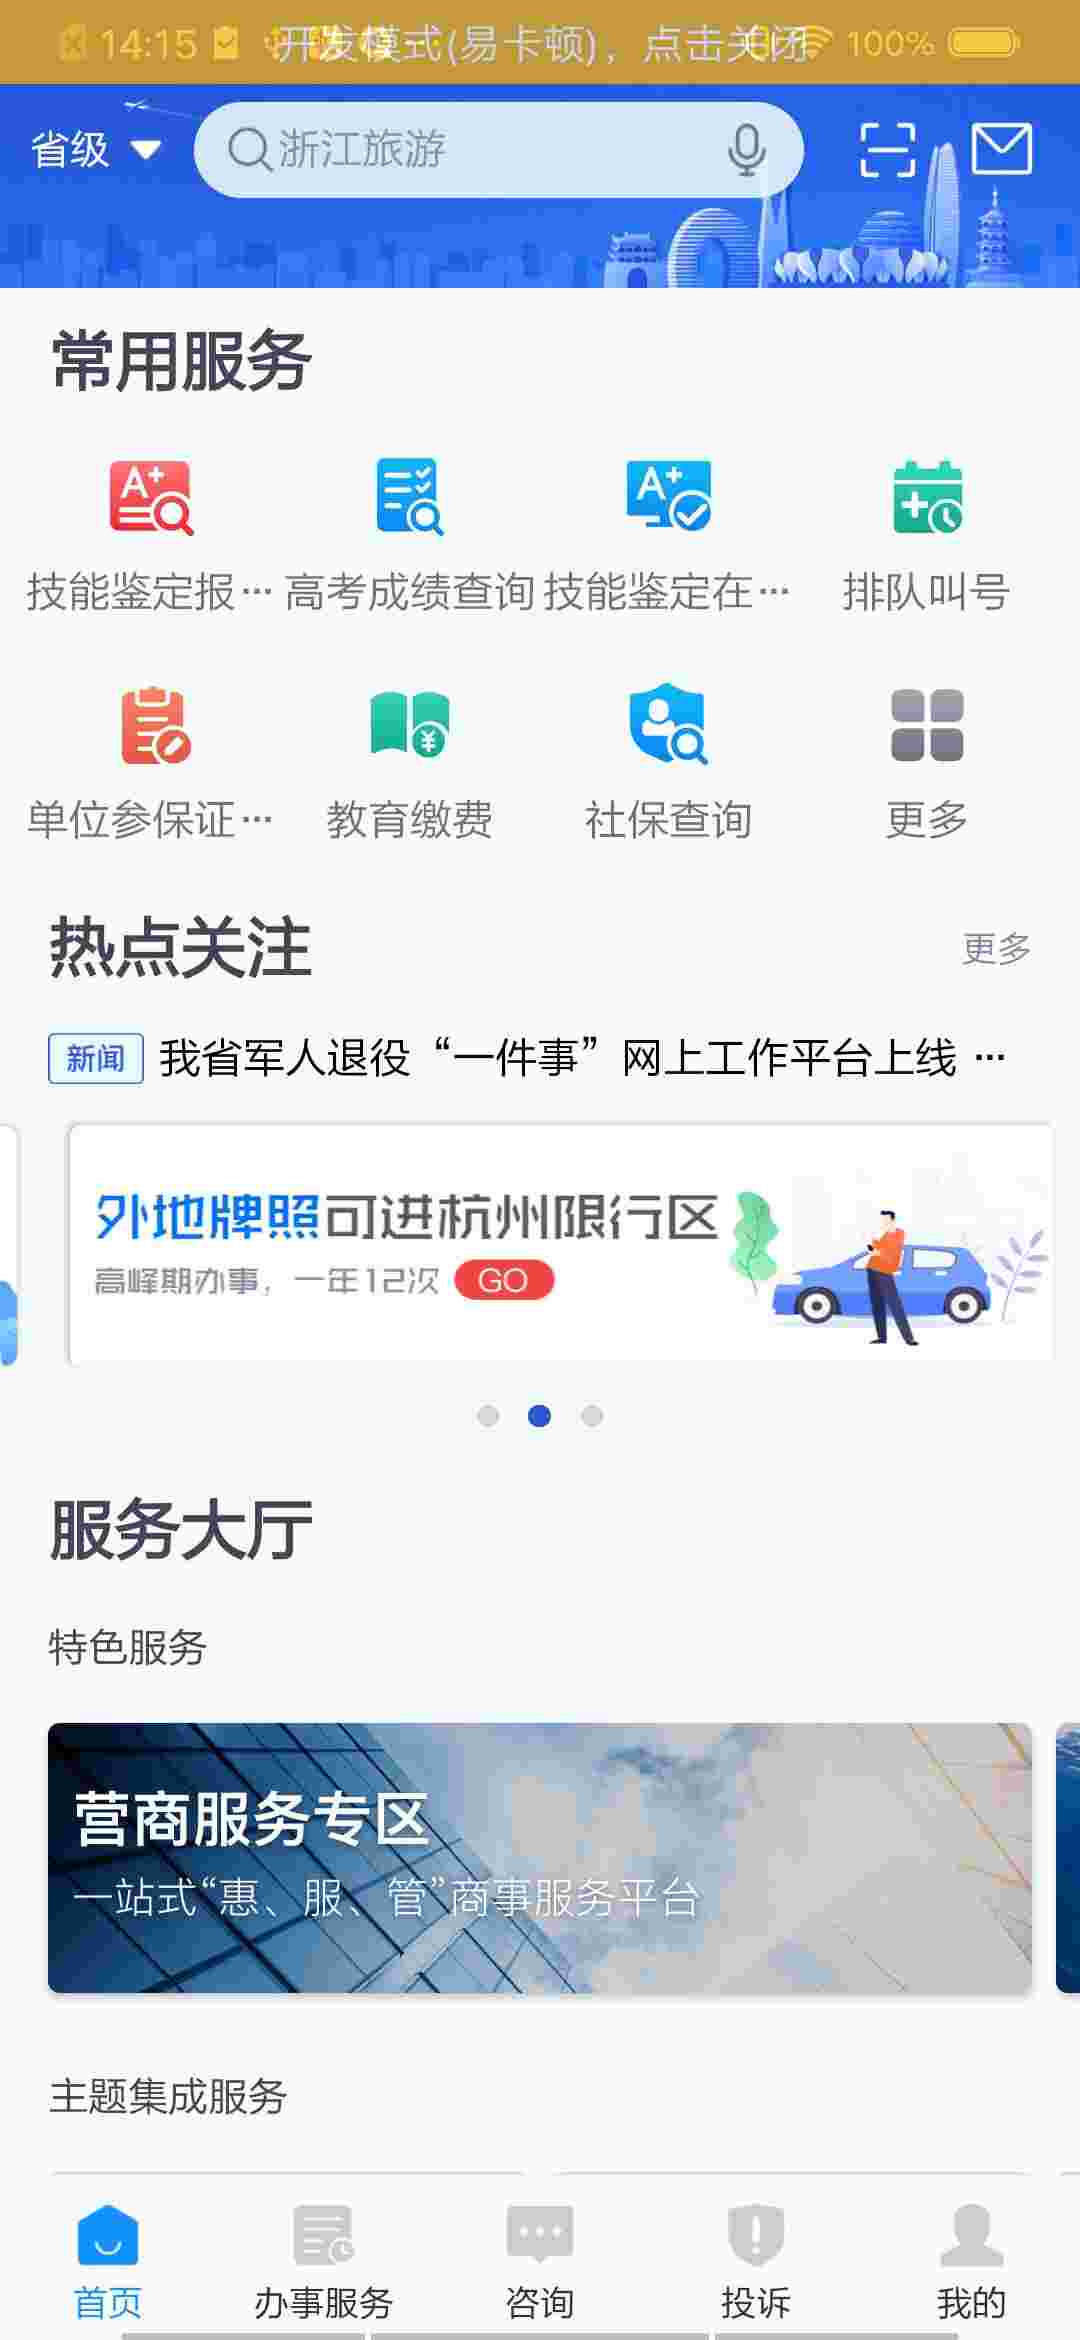 14:15 开发模式(易卡顿)，点击关闭 100%
省级 浙江旅游
常用服务
技能鉴定报… 高考成绩查询 技能鉴定在… 排队叫号
单位参保证… 教育缴费 社保查询 更多
热点关注 更多
新闻 我省军人退役“一件事”网上工作平台上线 …
外地牌照可进杭州限行区
高峰期办事，一年12次 GO
服务大厅
特色服务
营商服务专区
一站式“惠、服、管”商事服务平台
主题集成服务
首页 办事服务 咨询 投诉 我的